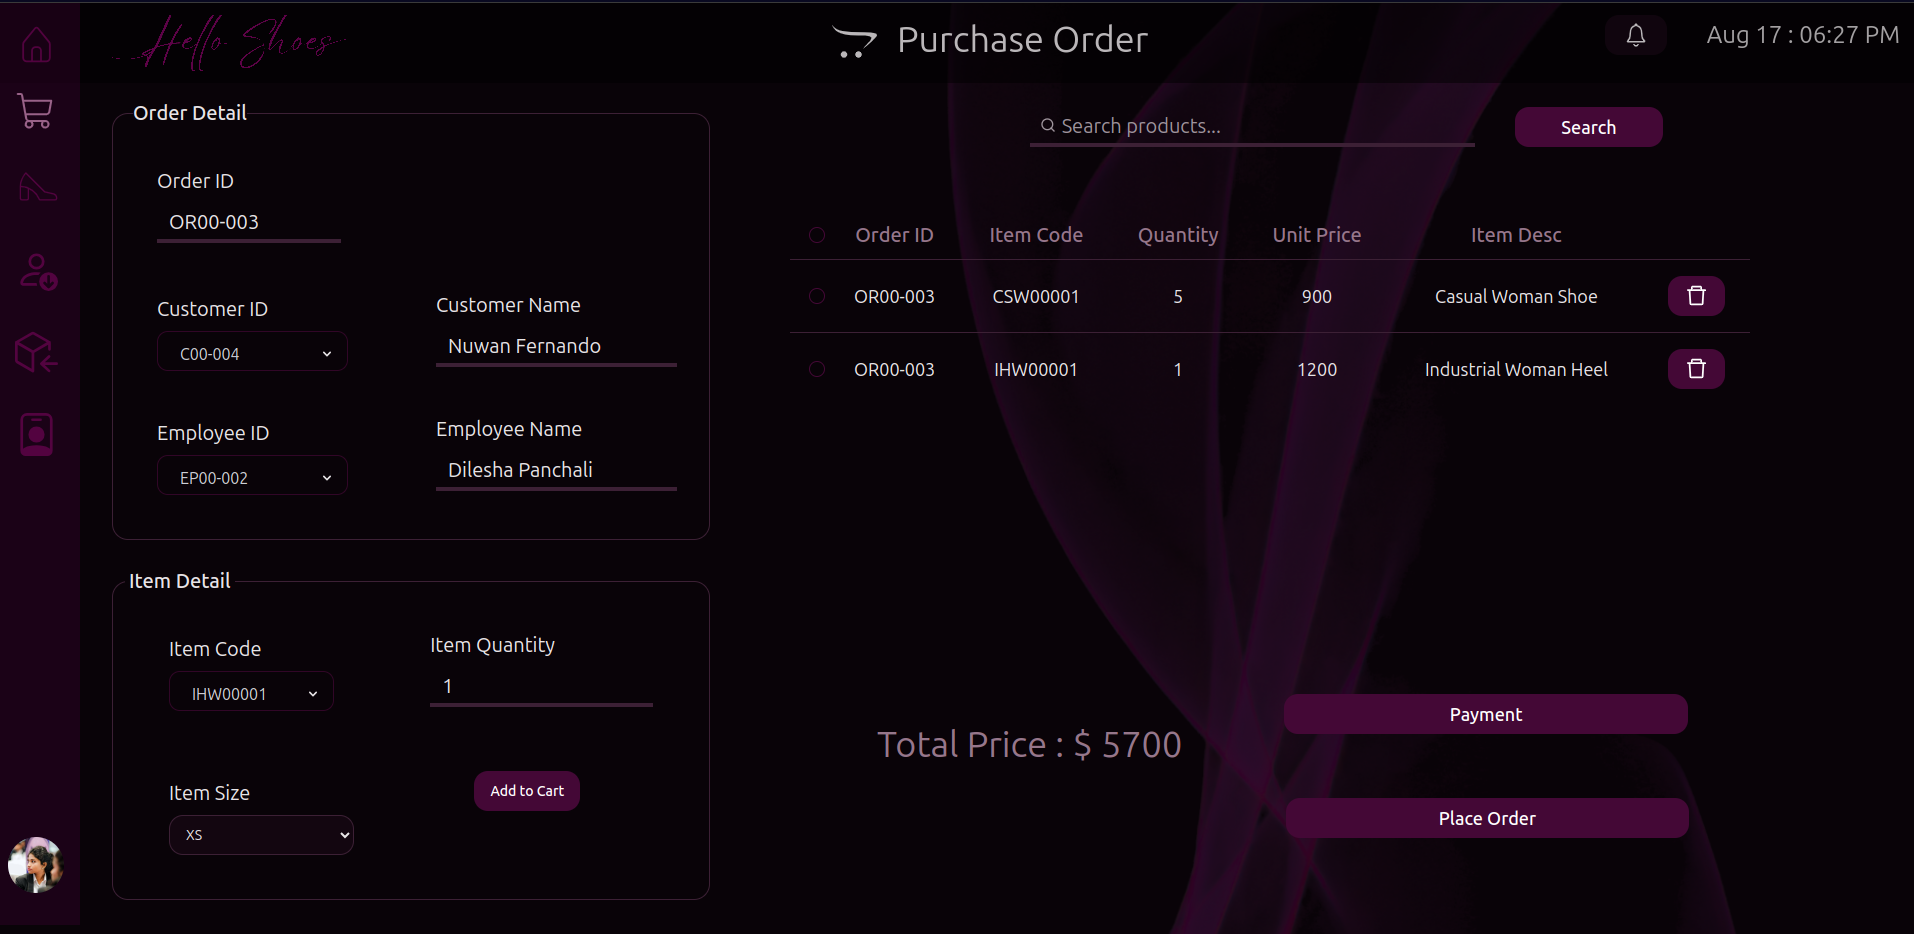 Hello Shoes
Purchase Order
Aug 17 : 06:27 PM
Order Detail
Order ID
OR00-003
Customer ID
Customer Name
C00-004
Nuwan Fernando
Employee ID
Employee Name
EP00-002
Dilesha Panchali
Item Detail
Item Code
Item Quantity
IHW00001
1
Item Size
XS
Add to Cart
Search products...
Search
Order ID Item Code Quantity Unit Price Item Desc
OR00-003 CSW00001 5 900 Casual Woman Shoe
OR00-003 IHW00001 1 1200 Industrial Woman Heel
Total Price : $ 5700
Payment
Place Order